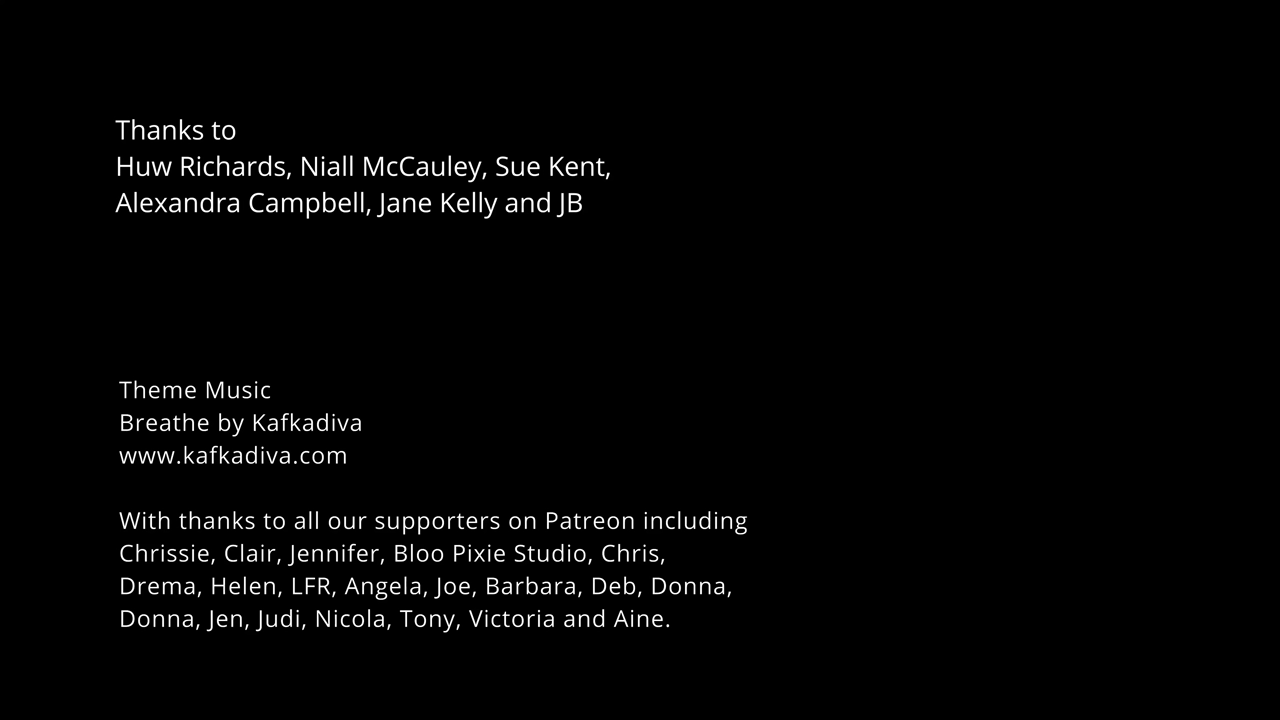 Thanks to
Huw Richards, Niall McCauley, Sue Kent,
Alexandra Campbell, Jane Kelly and JB
Theme Music
Breathe by Kafkadiva
www.kafkadiva.com
With thanks to all our supporters on Patreon including
Chrissie, Clair, Jennifer, Bloo Pixie Studio, Chris,
Drema, Helen, LFR, Angela, Joe, Barbara, Deb, Donna,
Donna, Jen, Judi, Nicola, Tony, Victoria and Aine.